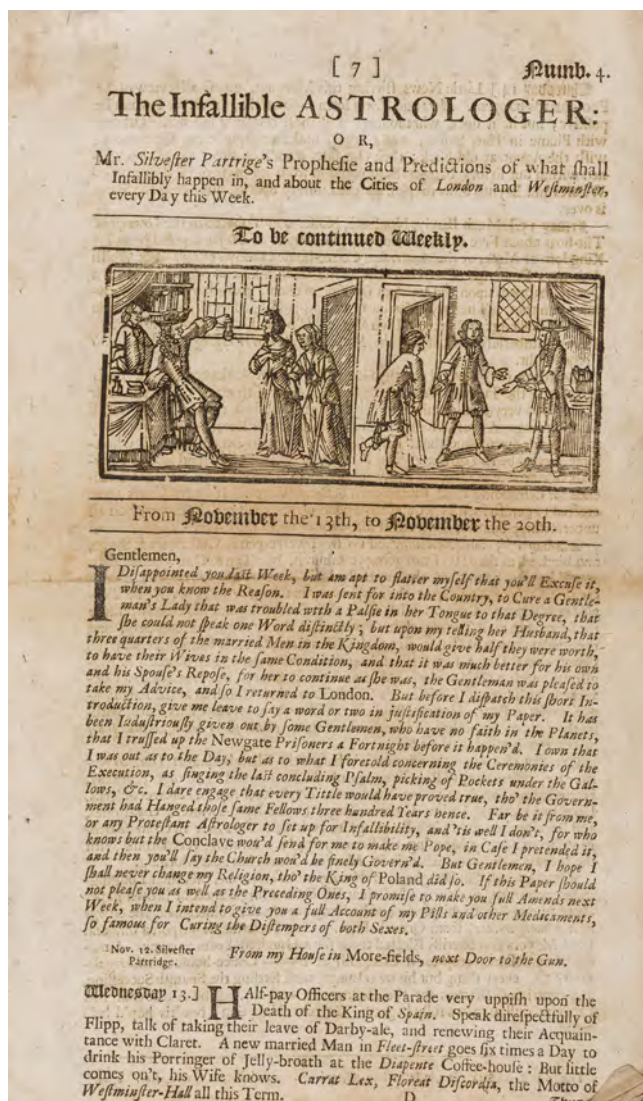 [ 7 ] Numb. 4.
The Infallible ASTROLOGER:
O R,
Mr. Silveſter Partrige's Propheſie and Predictions of what ſhall
Infallibly happen in, and about the Cities of London and Weſtminſter,
every Day this Week.
To be continued Weekly.
From November the 13th, to November the 20th.
Gentlemen,
I Diſappointed you laſt Week, but am apt to flatter myſelf that you'll Excuſe it,
when you know the Reaſon. I was ſent for into the Country, to Cure a Gentle-
man's Lady that was troubled wtth a Palſie in her Tongue to that Degree, that
ſhe could not ſpeak one Word diſtinctly; but upon my telling her Husband, that
three quarters of the married Men in the Kingdom, would give half they were worth,
to have their Wives in the ſame Condition, and that it was much better for his own
and his Spouſe's Repoſe, for her to continue as ſhe was, the Gentleman was pleaſed to
take my Advice, and ſo I returned to London. But before I diſpatch this ſhort In-
troduction, give me leave to ſay a word or two in juſtification of my Paper. It has
been Induſtriouſly given out by ſome Gentlemen, who have no faith in the Planets,
that I truſſed up the Newgate Priſoners a Fortnight before it happen'd. I own that
I was out as to the Day, but as to what I foretold concerning the Ceremonies of the
Execution, as ſinging the laſt concluding Pſalm, picking of Pockets under the Gal-
lows, &c. I dare engage that every Tittle would have proved true, tho' the Govern-
ment had Hanged thoſe ſame Fellows three hundred Years hence. Far be it from me,
or any Proteſtant Aſtrologer to ſet up for Infallibility, and 'tis well I don't, for who
knows but the Conclave wou'd ſend for me to make me Pope, in Caſe I pretended it,
and then you'll ſay the Church wou'd be finely Govern'd. But Gentlemen, I hope I
ſhall never change my Religion, tho' the King of Poland did ſo. If this Paper ſhould
not pleaſe you as well as the Preceding Ones, I promiſe to make you full Amends next
Week, when I intend to give you a full Account of my Pills and other Medicaments,
ſo famous for Curing the Diſtempers of both Sexes.
Nov. 12. Silveſter
Partridge.
From my Houſe in More-fields, next Door to the Gun.
Wedneſday 13.] HAlf-pay Officers at the Parade very uppiſh upon the
Death of the King of Spain. Speak diſreſpectfully of
Flipp, talk of taking their leave of Darby-ale, and renewing their Acquain-
tance with Claret. A new married Man in Fleet-ſtreet goes ſix times a Day to
drink his Porringer of Jelly-broath at the Diapente Coffee-houſe: But little
comes on't, his Wife knows. Currat Lex, Floreat Diſcordia, the Motto of
Weſtminſter-Hall all this Term.
D